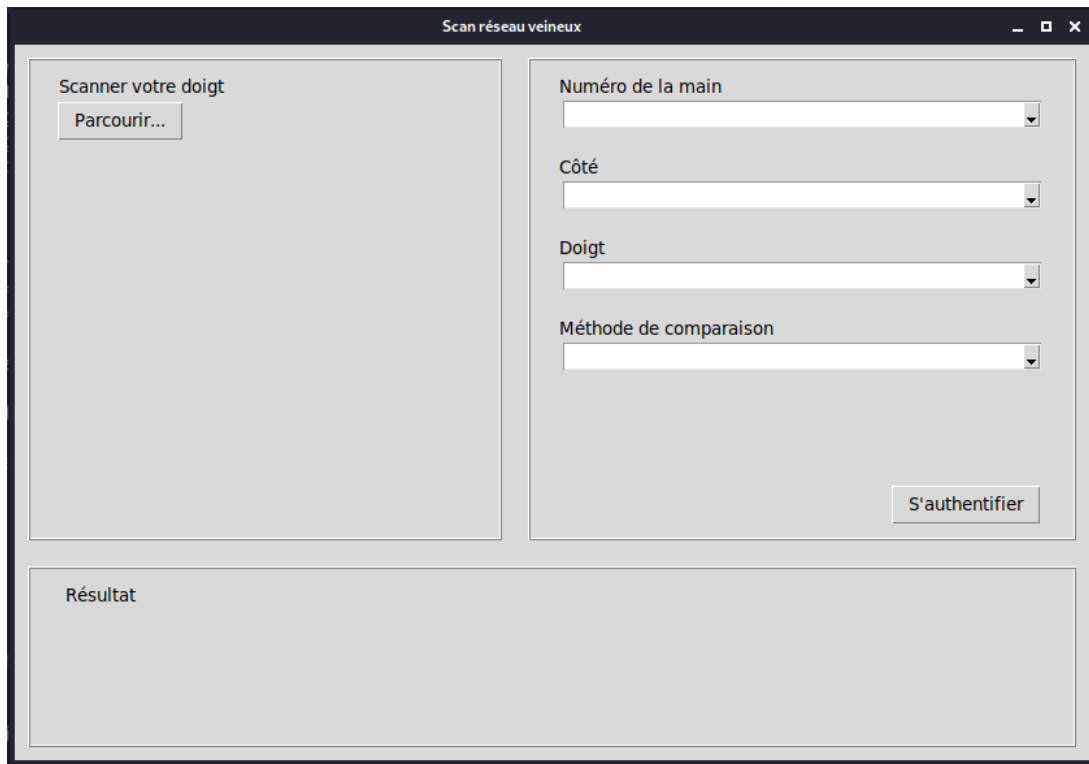 Scan réseau veineux
Scanner votre doigt
Parcourir...
Numéro de la main
Côté
Doigt
Méthode de comparaison
S'authentifier
Résultat